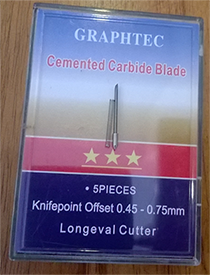 GRAPHTEC
Cemented Carbide Blade
• 5PIECES
Knifepoint Offset 0.45 - 0.75mm
Longeval Cutter